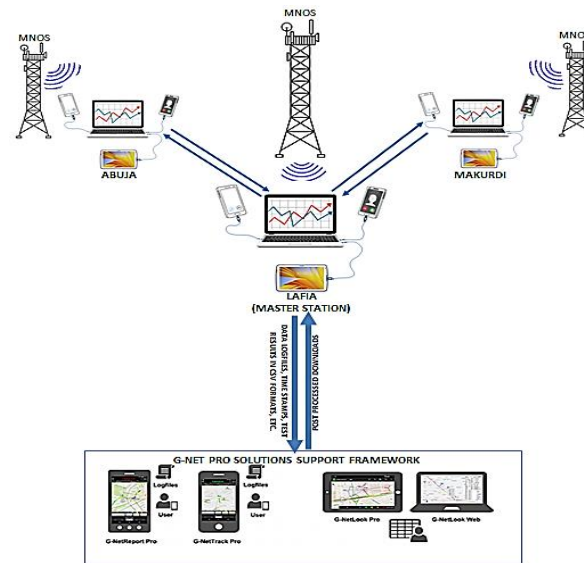 MNOS
MNOS
MNOS
ABUJA
MAKURDI
LAFIA
(MASTER STATION)
DATA LOGFILES, TIME STAMPS, TEST
RESULTS IN CSV FORMATS, ETC.
POST PROCESSED DOWNLOADS
G-NET PRO SOLUTIONS SUPPORT FRAMEWORK
Logfiles
User
Logfiles
User
G-NetReport Pro
G-NetTrack Pro
G-NetLook Pro
G-NetLook Web